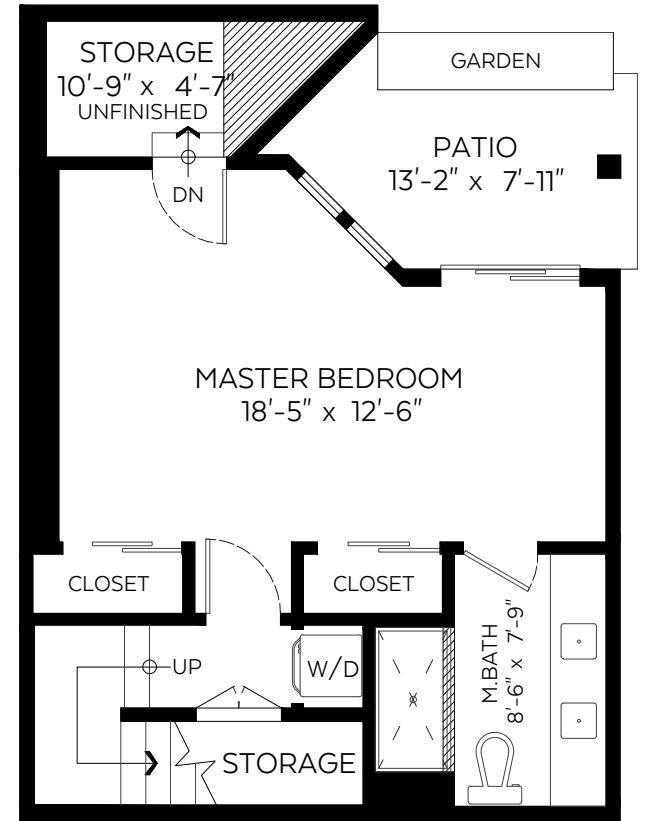 STORAGE
10'-9" x 4'-7"
UNFINISHED
DN
GARDEN
PATIO
13'-2" x 7'-11"
MASTER BEDROOM
18'-5" x 12'-6"
CLOSET
CLOSET
UP
W/D
STORAGE
M.BATH
8'-6" x 7'-9"